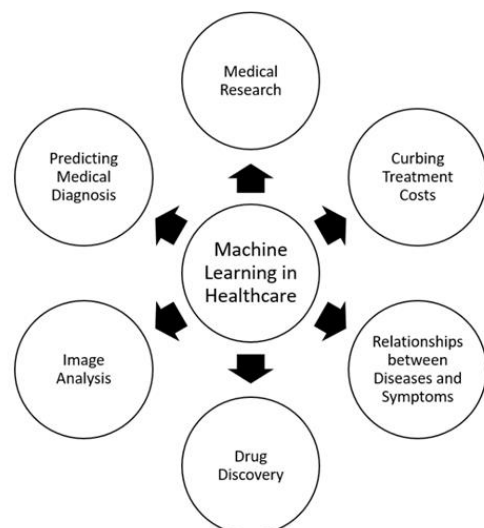 Medical
Research
Predicting
Medical
Diagnosis
Curbing
Treatment
Costs
Machine
Learning in
Healthcare
Image
Analysis
Relationships
between
Diseases and
Symptoms
Drug
Discovery